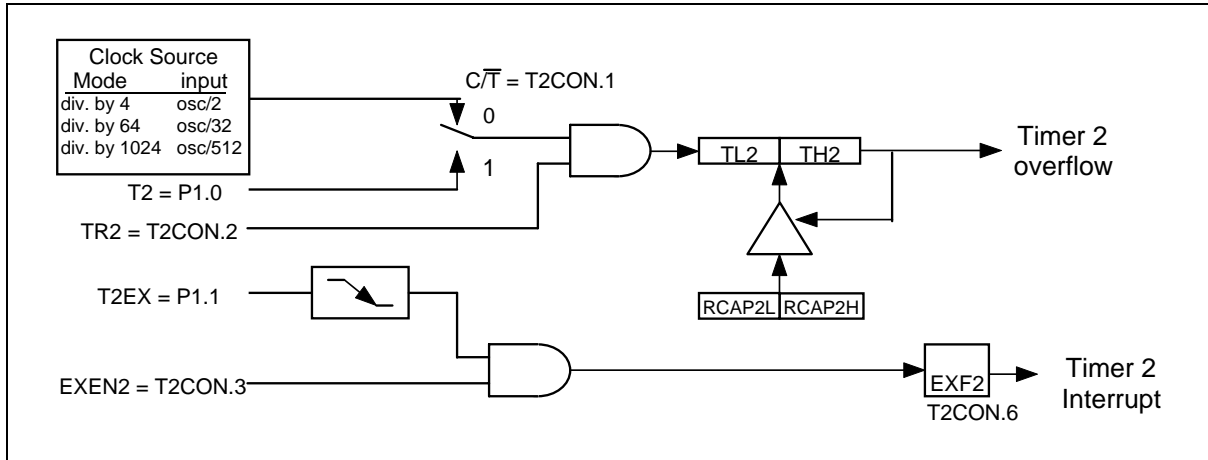 Clock Source
Mode input
div. by 4 osc/2
div. by 64 osc/32
div. by 1024 osc/512
C/T̅ = T2CON.1
0
1
T2 = P1.0
TR2 = T2CON.2
TL2 TH2
Timer 2
overflow
T2EX = P1.1
RCAP2L RCAP2H
EXEN2 = T2CON.3
EXF2
T2CON.6
Timer 2
Interrupt